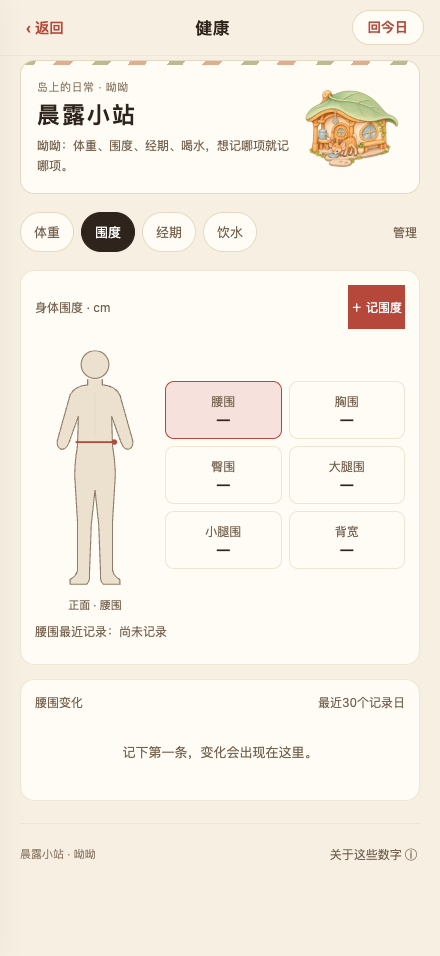 ‹ 返回
健康
回今日
岛上的日常 · 呦呦
晨露小站
呦呦：体重、围度、经期、喝水，想记哪项就记
哪项。
体重
围度
经期
饮水
管理
身体围度 · cm
+ 记围度
腰围
—
胸围
—
臀围
—
大腿围
—
小腿围
—
背宽
—
正面 · 腰围
腰围最近记录：尚未记录
腰围变化
最近30个记录日
记下第一条，变化会出现在这里。
晨露小站 · 呦呦
关于这些数字 ⓘ